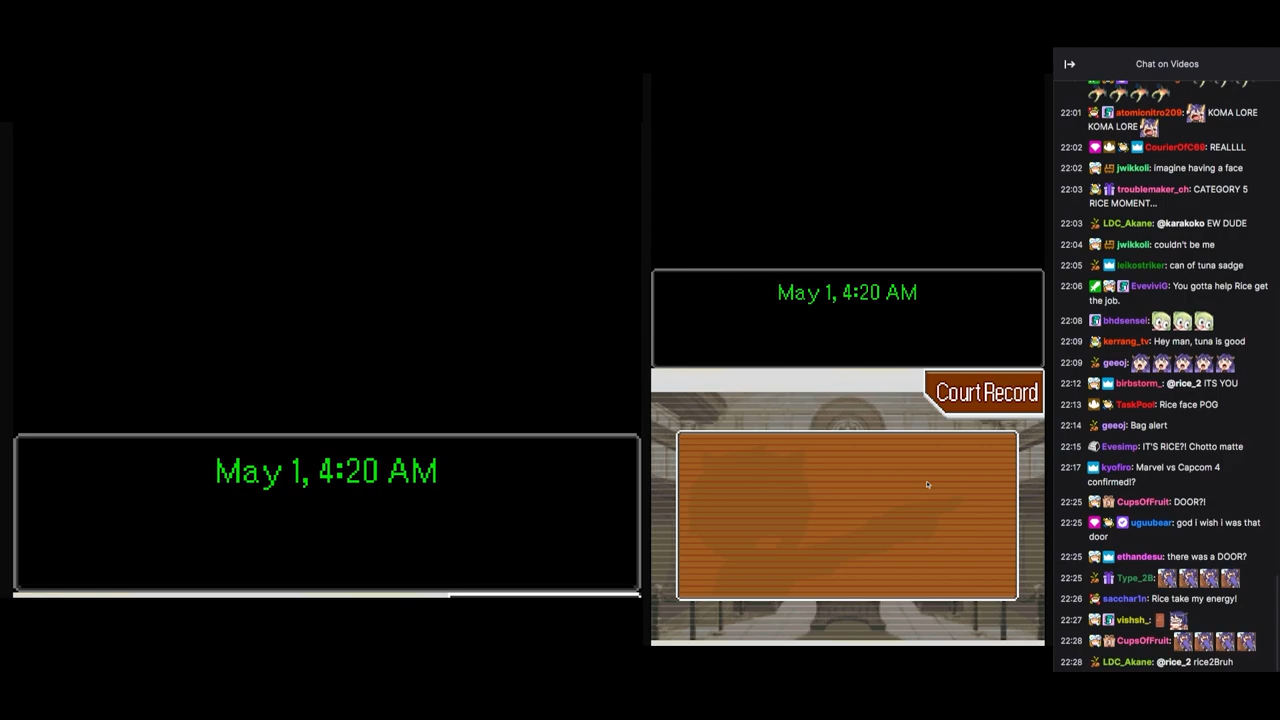 May 1, 4:20 AM
May 1, 4:20 AM
Court Record
Chat on Videos
22:01 atomicnitro209: KOMA LORE
KOMA LORE
22:02 CourierOfC69: REALLLL
22:02 jwikkoli: imagine having a face
22:03 troublemaker_ch: CATEGORY 5
RICE MOMENT...
22:03 LDC_Akane: @karakoko EW DUDE
22:04 jwikkoli: couldn't be me
22:05 leikostriker: can of tuna sadge
22:06 EveviviG: You gotta help Rice get
the job.
22:08 bhdsensei:
22:09 kerrang_tv: Hey man, tuna is good
22:09 geeoj:
22:12 birbstorm_: @rice_2 ITS YOU
22:13 TaskPool: Rice face POG
22:14 geeoj: Bag alert
22:15 Evesimp: IT'S RICE?! Chotto matte
22:17 kyofiro: Marvel vs Capcom 4
confirmed!?
22:25 CupsOfFruit: DOOR?!
22:25 uguubear: god i wish i was that
door
22:25 ethandesu: there was a DOOR?
22:25 Type_2B:
22:26 sacchar1n: Rice take my energy!
22:27 vishsh_:
22:28 CupsOfFruit:
22:28 LDC_Akane: @rice_2 rice2Bruh